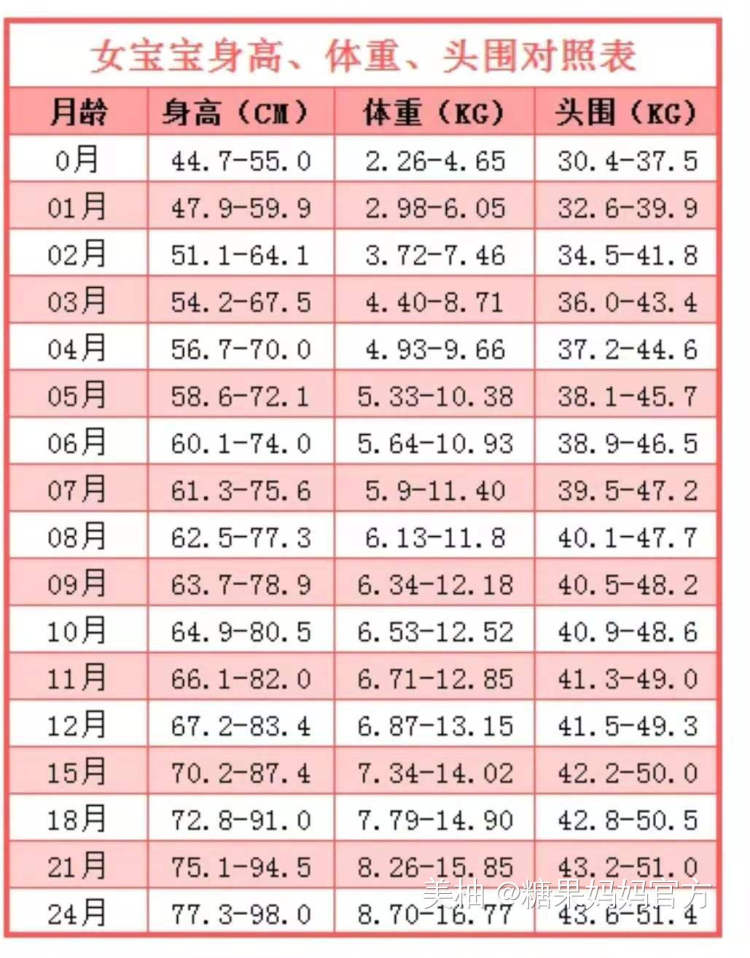 女宝宝身高、体重、头围对照表
月龄 身高（CM） 体重（KG） 头围（KG）
0月 44.7-55.0 2.26-4.65 30.4-37.5
01月 47.9-59.9 2.98-6.05 32.6-39.9
02月 51.1-64.1 3.72-7.46 34.5-41.8
03月 54.2-67.5 4.40-8.71 36.0-43.4
04月 56.7-70.0 4.93-9.66 37.2-44.6
05月 58.6-72.1 5.33-10.38 38.1-45.7
06月 60.1-74.0 5.64-10.93 38.9-46.5
07月 61.3-75.6 5.9-11.40 39.5-47.2
08月 62.5-77.3 6.13-11.8 40.1-47.7
09月 63.7-78.9 6.34-12.18 40.5-48.2
10月 64.9-80.5 6.53-12.52 40.9-48.6
11月 66.1-82.0 6.71-12.85 41.3-49.0
12月 67.2-83.4 6.87-13.15 41.5-49.3
15月 70.2-87.4 7.34-14.02 42.2-50.0
18月 72.8-91.0 7.79-14.90 42.8-50.5
21月 75.1-94.5 8.26-15.85 43.2-51.0
美柚 @糖果妈妈官方
24月 77.3-98.0 8.70-16.77 43.6-51.4